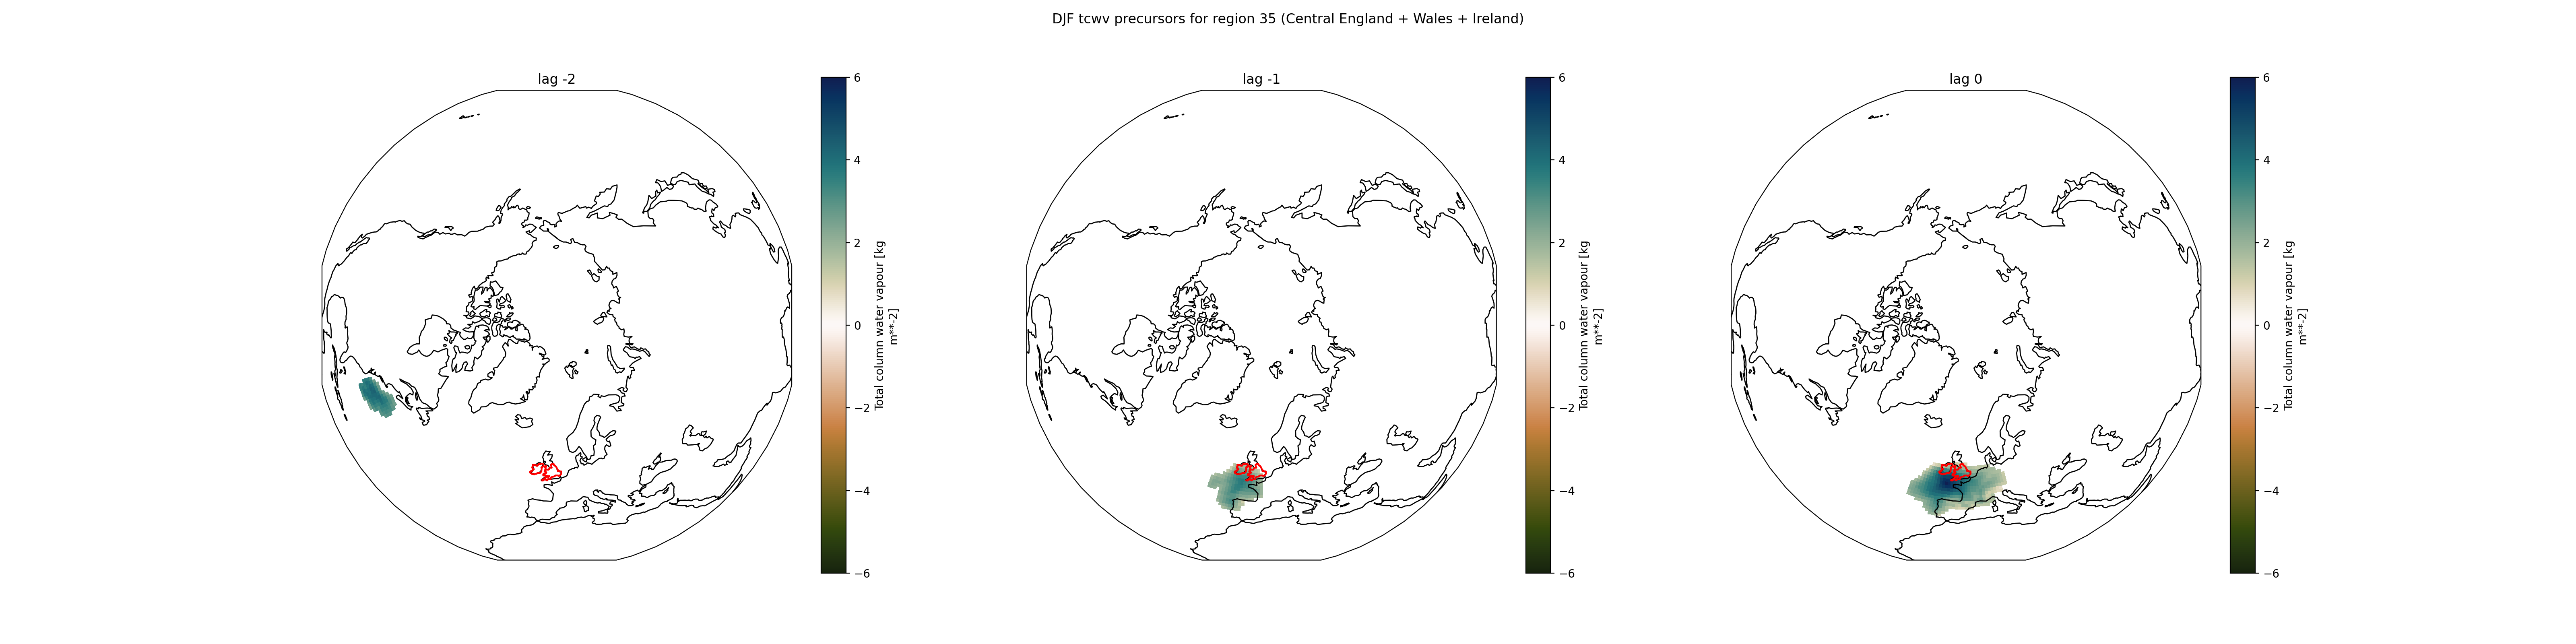 DJF tcwv precursors for region 35 (Central England + Wales + Ireland)
lag -2
6
4
2
0
−2
−4
−6
Total column water vapour [kg
m**-2]
lag -1
6
4
2
0
−2
−4
−6
Total column water vapour [kg
m**-2]
lag 0
6
4
2
0
−2
−4
−6
Total column water vapour [kg
m**-2]